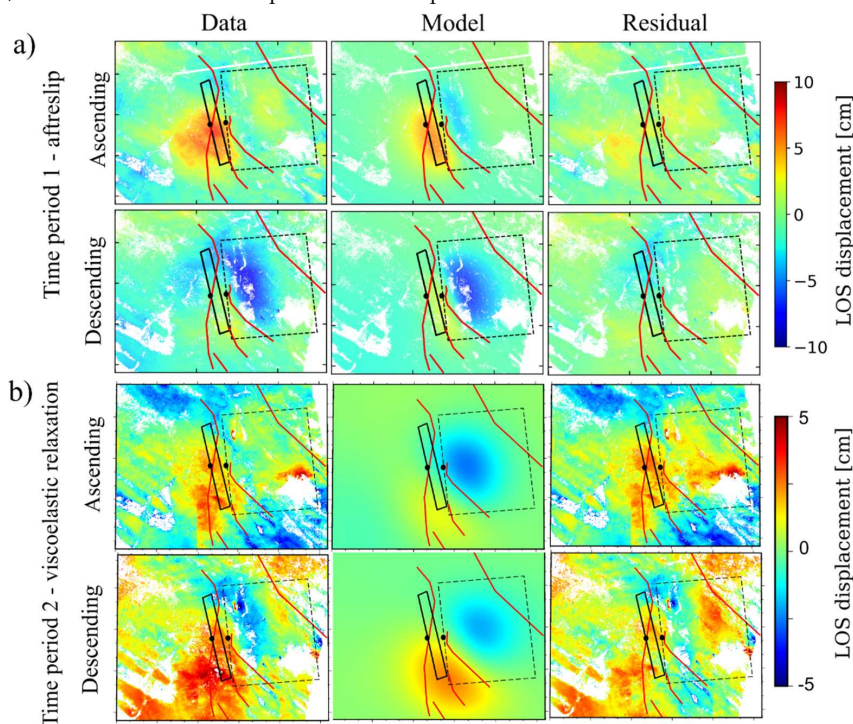 Data Model Residual
a)
Time period 1 - aftreslip
Ascending
Descending
10
5
0
−5
−10
LOS displacement [cm]
b)
Time period 2 - viscoelastic relaxation
Ascending
Descending
5
0
-5
LOS displacement [cm]